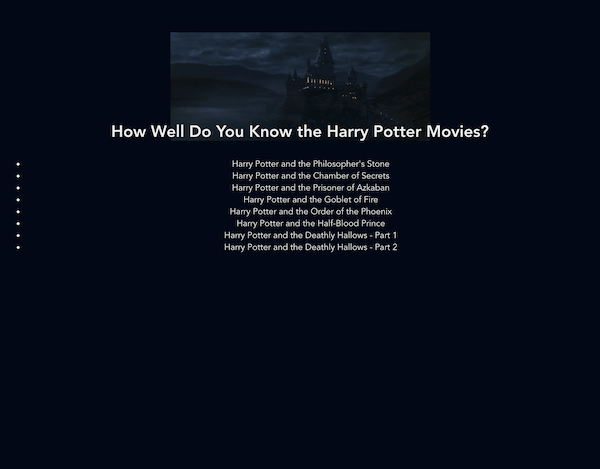 How Well Do You Know the Harry Potter Movies?
Harry Potter and the Philosopher's Stone
Harry Potter and the Chamber of Secrets
Harry Potter and the Prisoner of Azkaban
Harry Potter and the Goblet of Fire
Harry Potter and the Order of the Phoenix
Harry Potter and the Half-Blood Prince
Harry Potter and the Deathly Hallows - Part 1
Harry Potter and the Deathly Hallows - Part 2